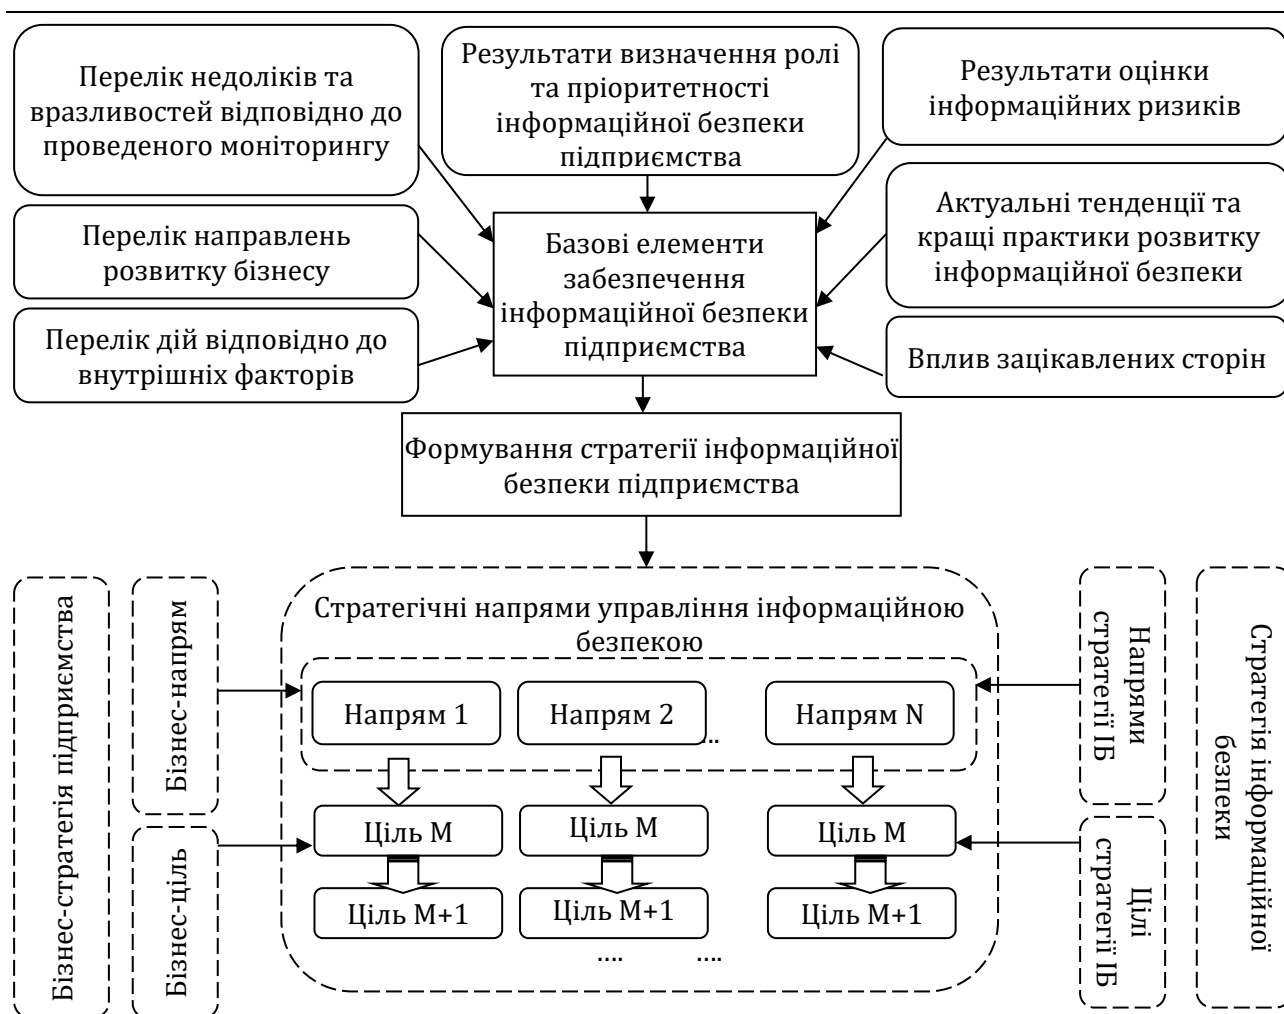 Перелік недоліків та
вразливостей відповідно до
проведеного моніторингу
Результати визначення ролі
та пріоритетності
інформаційної безпеки
підприємства
Результати оцінки
інформаційних ризиків
Перелік направлень
розвитку бізнесу
Базові елементи
забезпечення
інформаційної безпеки
підприємства
Актуальні тенденції та
кращі практики розвитку
інформаційної безпеки
Перелік дій відповідно до
внутрішніх факторів
Вплив зацікавлених сторін
Формування стратегії інформаційної
безпеки підприємства
Бізнес-стратегія підприємства
Бізнес-напрям
Бізнес-ціль
Стратегічні напрями управління інформаційною
безпекою
Напрям 1
Напрям 2
....
Напрям N
Ціль М
Ціль М
Ціль М
Ціль М+1
Ціль М+1
Ціль М+1
.... ....
Напрями
стратегії ІБ
Цілі
стратегії ІБ
Стратегія інформаційної
безпеки